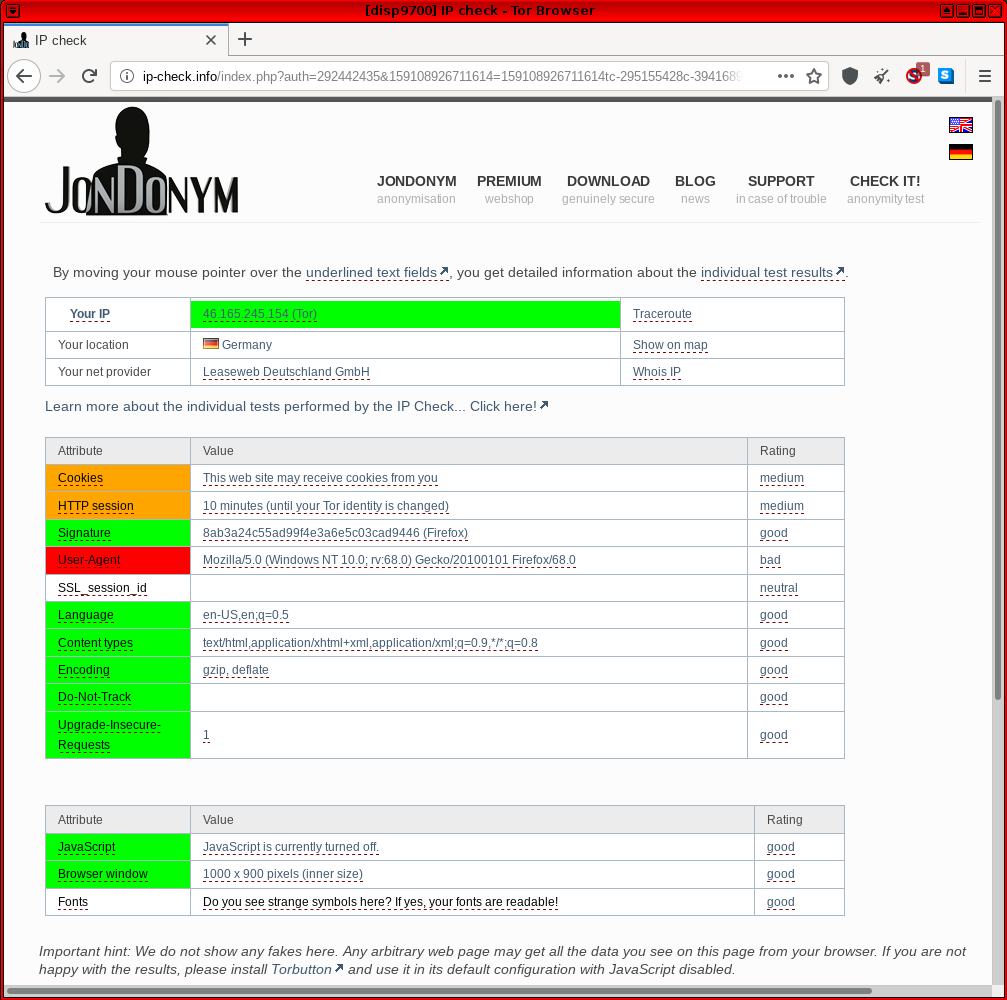 [disp9700] IP check - Tor Browser
IP check
ip-check.info/index.php?auth=292442435&159108926711614=159108926711614tc-295155428c-394168
1
S
JonDonym
JONDONYM PREMIUM DOWNLOAD BLOG SUPPORT CHECK IT!
anonymisation webshop genuinely secure news in case of trouble anonymity test
By moving your mouse pointer over the underlined text fields, you get detailed information about the individual test results.
Your IP 46.165.245.154 (Tor) Traceroute
Your location Germany Show on map
Your net provider Leaseweb Deutschland GmbH Whois IP
Learn more about the individual tests performed by the IP Check... Click here!
Attribute Value Rating
Cookies This web site may receive cookies from you medium
HTTP session 10 minutes (until your Tor identity is changed) medium
Signature 8ab3a24c55ad99f4e3a6e5c03cad9446 (Firefox) good
User-Agent Mozilla/5.0 (Windows NT 10.0; rv:68.0) Gecko/20100101 Firefox/68.0 bad
SSL_session_id neutral
Language en-US,en;q=0.5 good
Content types text/html,application/xhtml+xml,application/xml;q=0.9,*/*;q=0.8 good
Encoding gzip, deflate good
Do-Not-Track good
Upgrade-Insecure-
Requests 1 good
Attribute Value Rating
JavaScript JavaScript is currently turned off. good
Browser window 1000 x 900 pixels (inner size) good
Fonts Do you see strange symbols here? If yes, your fonts are readable! good
Important hint: We do not show any fakes here. Any arbitrary web page may get all the data you see on this page from your browser. If you are not
happy with the results, please install Torbutton and use it in its default configuration with JavaScript disabled.